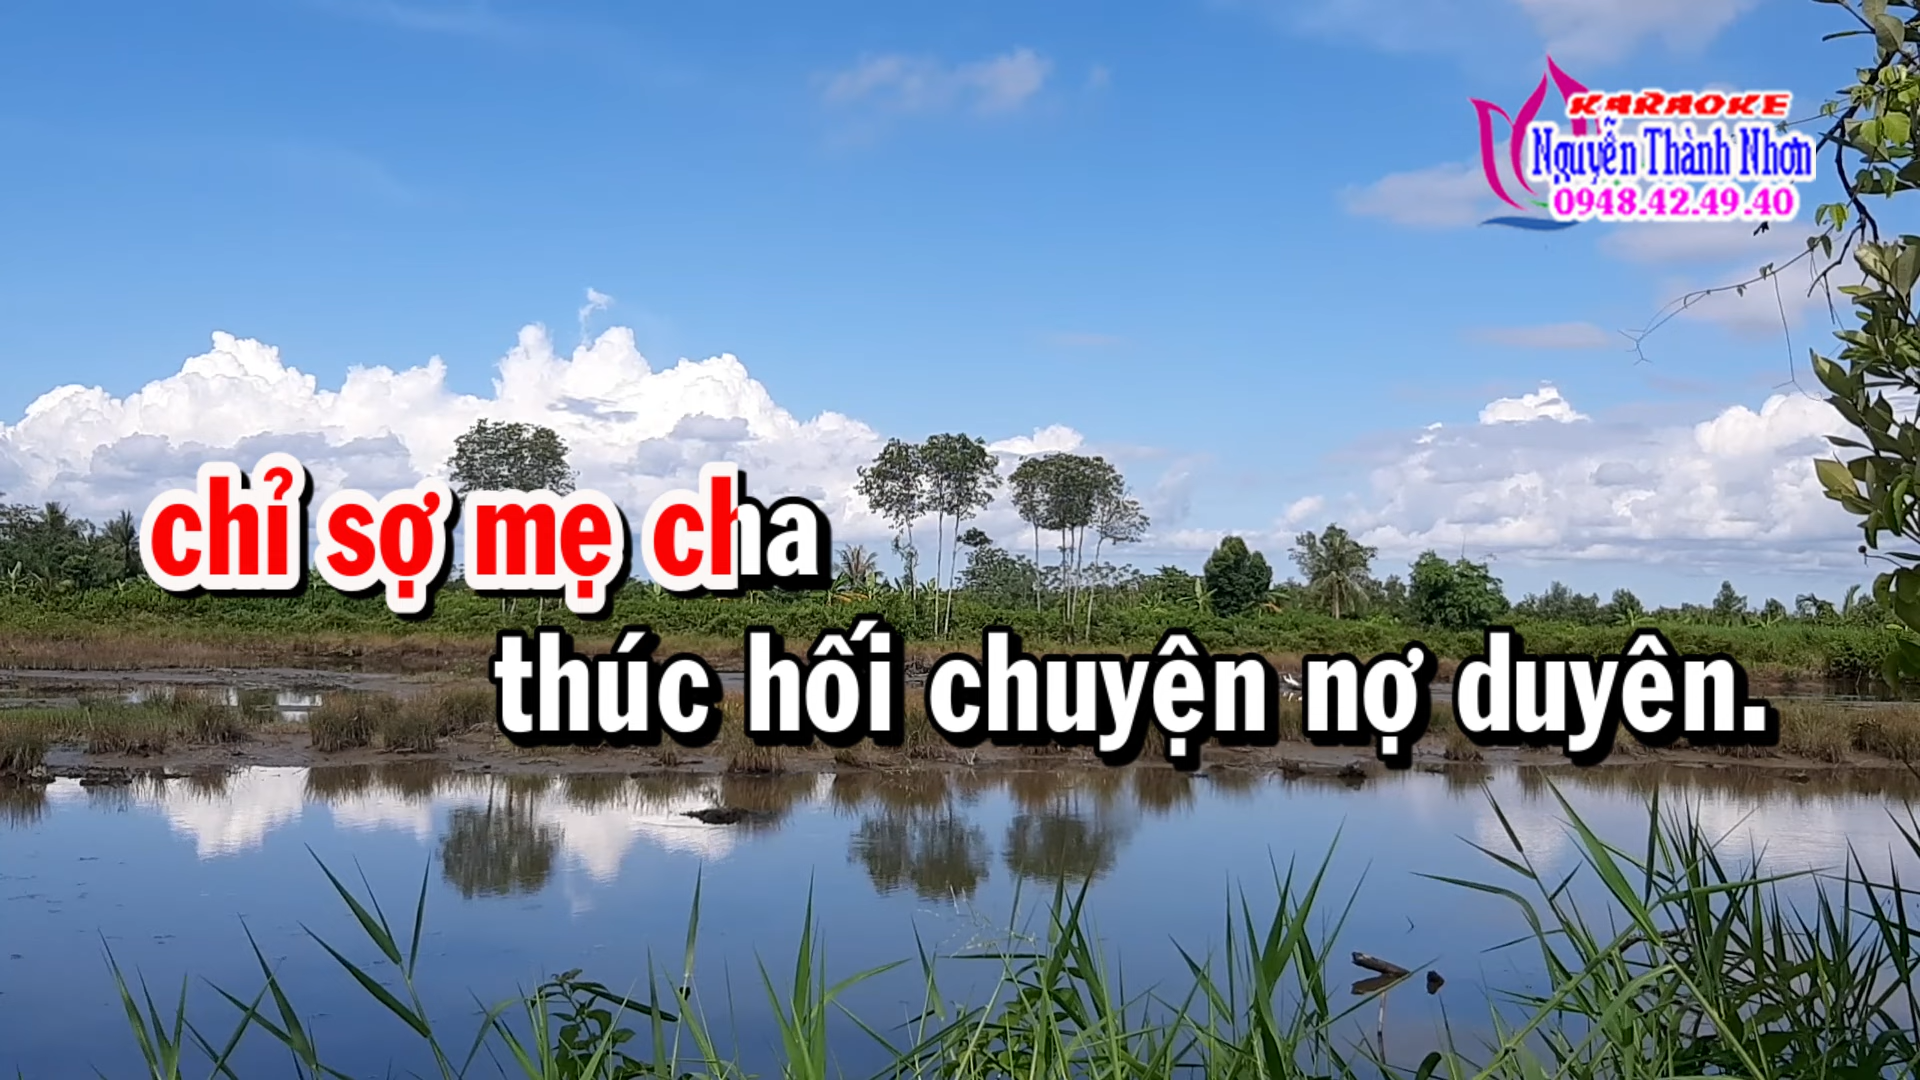 KARAOKE
Nguyễn Thành Nhơn
0948.42.49.40
chỉ sợ mẹ cha
thúc hối chuyện nợ duyên.